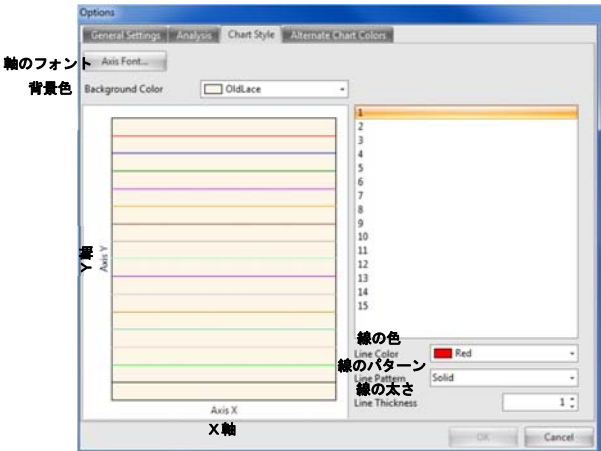 Options
General Settings Analysis Chart Style Alternate Chart Colors
軸のフォント Axis Font...
背景色 Background Color OldLace
1
2
3
4
5
6
7
8
9
10
11
12
13
14
15
Y軸 Axis Y
Axis X
X軸
線の色
Line Color Red
線のパターン
Line Pattern Solid
線の太さ
Line Thickness 1
OK Cancel